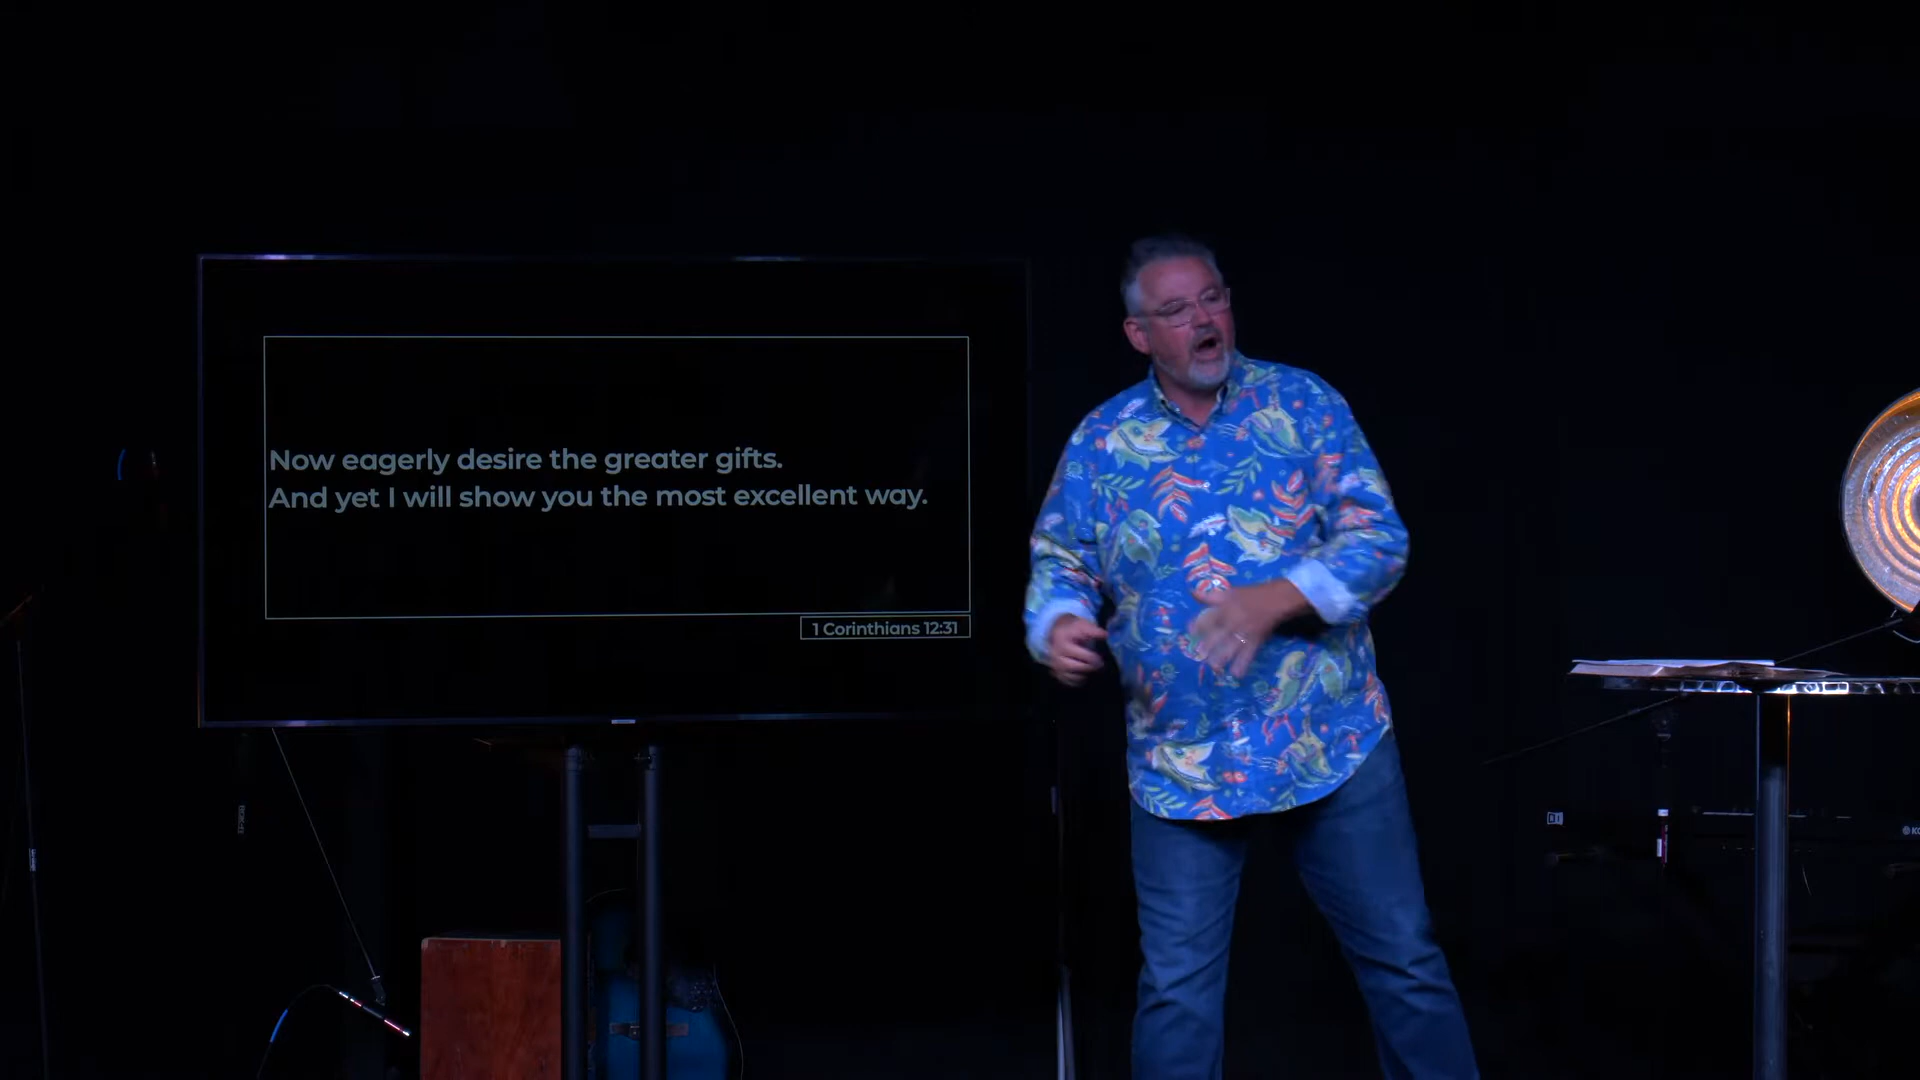 Now eagerly desire the greater gifts.
And yet I will show you the most excellent way.
1 Corinthians 12:31